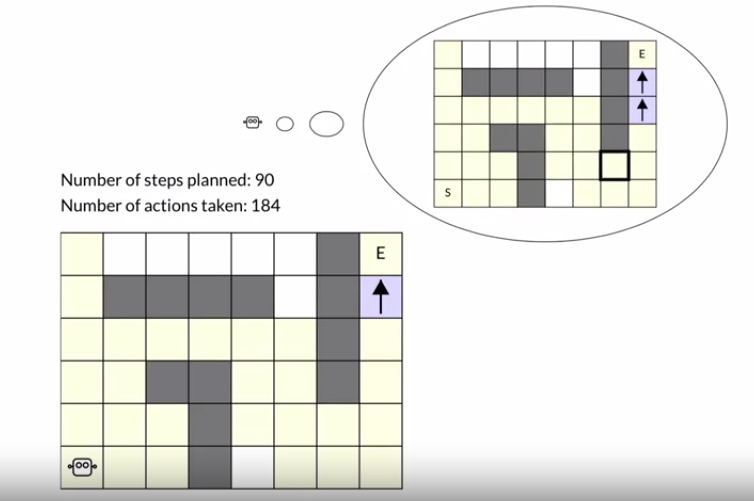 E
S
Number of steps planned: 90
Number of actions taken: 184
E